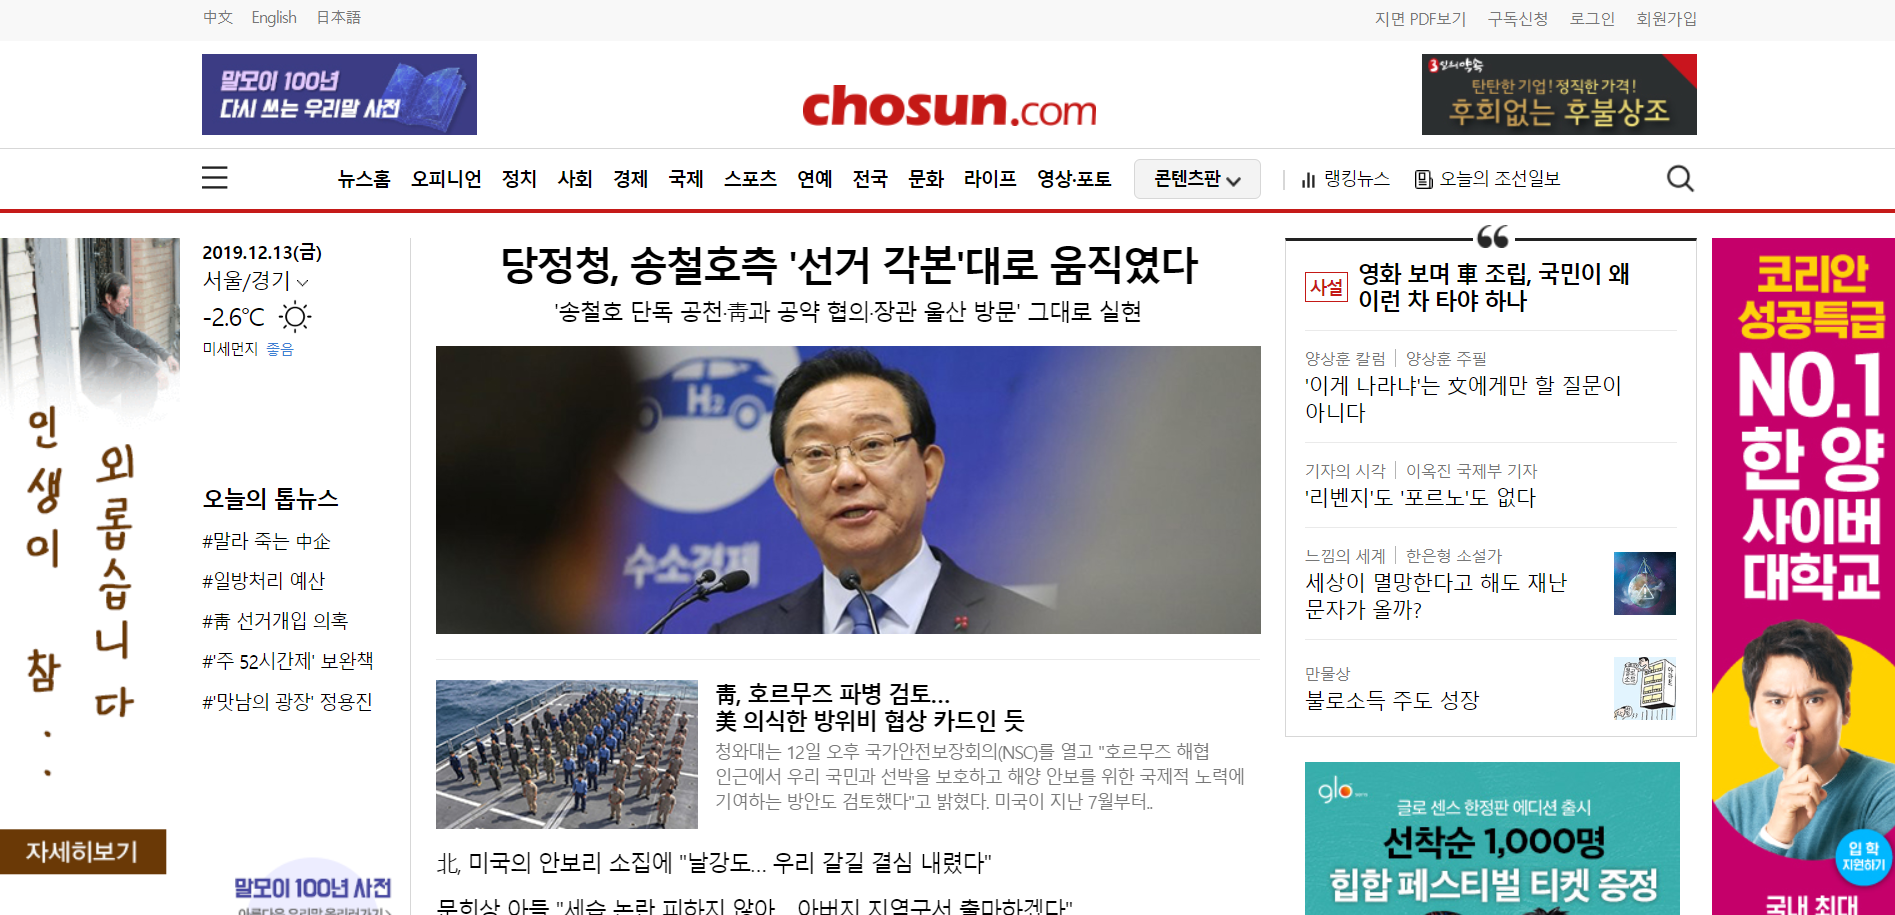 中文 English 日本語
지면 PDF보기 구독신청 로그인 회원가입
말모이 100년
다시 쓰는 우리말 사전
chosun.com
3일의약속
탄탄한 기업! 정직한 가격!
후회없는 후불상조
뉴스홈 오피니언 정치 사회 경제 국제 스포츠 연예 전국 문화 라이프 영상·포토 콘텐츠판 랭킹뉴스 오늘의 조선일보
인생이 참..
외롭습니다
자세히보기
2019.12.13(금)
서울/경기
-2.6℃
미세먼지 좋음
오늘의 톱뉴스
#말라 죽는 中企
#일방처리 예산
#靑 선거개입 의혹
#'주 52시간제' 보완책
#'맛남의 광장' 정용진
말모이 100년 사전
아름다운 우리말 올리러가기>
당정청, 송철호측 '선거 각본'대로 움직였다
'송철호 단독 공천·靑과 공약 협의·장관 울산 방문' 그대로 실현
H2
수소경제
靑, 호르무즈 파병 검토...
美 의식한 방위비 협상 카드인 듯
청와대는 12일 오후 국가안전보장회의(NSC)를 열고 "호르무즈 해협
인근에서 우리 국민과 선박을 보호하고 해양 안보를 위한 국제적 노력에
기여하는 방안도 검토했다"고 밝혔다. 미국이 지난 7월부터..
北, 미국의 안보리 소집에 "날강도... 우리 갈길 결심 내렸다"
문희상 아들 "세습 논란 피하지 않아... 아버지 지역구서 출마하겠다"
사설
영화 보며 車 조립, 국민이 왜
이런 차 타야 하나
양상훈 칼럼 양상훈 주필
'이게 나라냐'는 文에게만 할 질문이
아니다
기자의 시각 이옥진 국제부 기자
'리벤지'도 '포르노'도 없다
느낌의 세계 한은형 소설가
세상이 멸망한다고 해도 재난
문자가 올까?
만물상
불로소득 주도 성장
glo
글로 센스 한정판 에디션 출시
선착순 1,000명
힙합 페스티벌 티켓 증정
코리안
성공특급
NO.1
한양
사이버
대학교
입학
지원하기
국내 최대